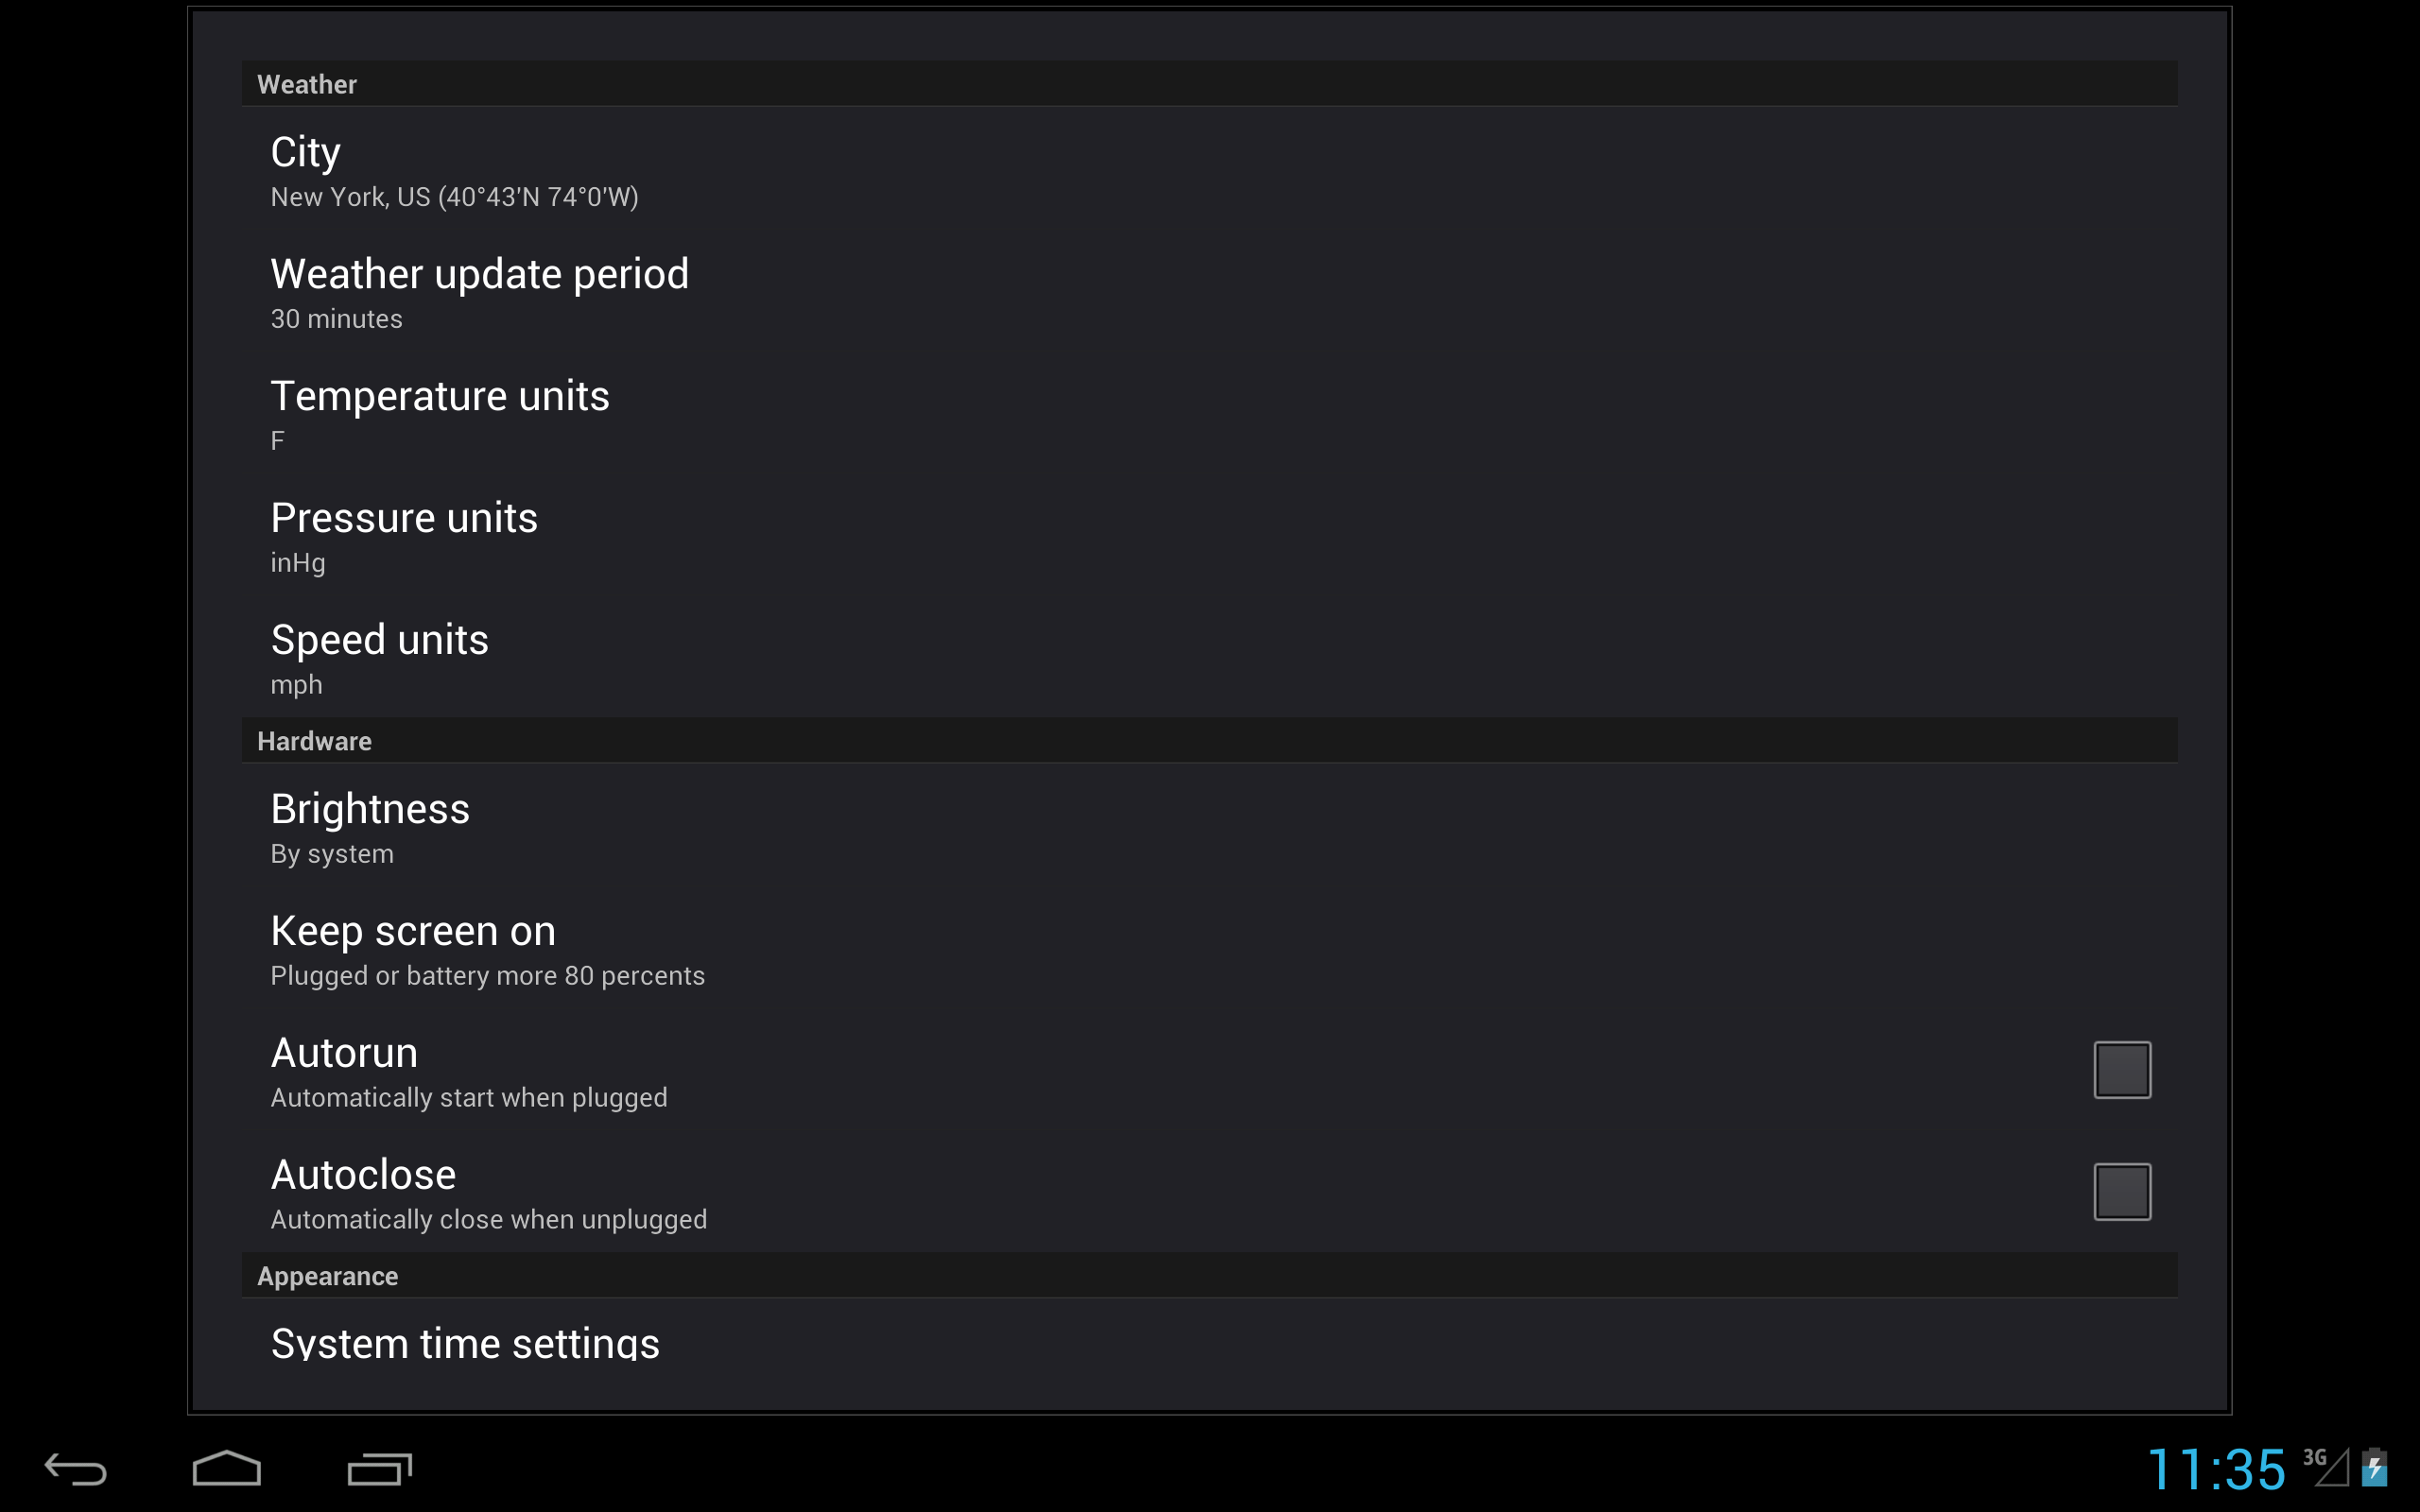 Weather
City
New York, US (40°43'N 74°0'W)
Weather update period
30 minutes
Temperature units
F
Pressure units
inHg
Speed units
mph
Hardware
Brightness
By system
Keep screen on
Plugged or battery more 80 percents
Autorun
Automatically start when plugged
Autoclose
Automatically close when unplugged
Appearance
System time settings
11:35
3G